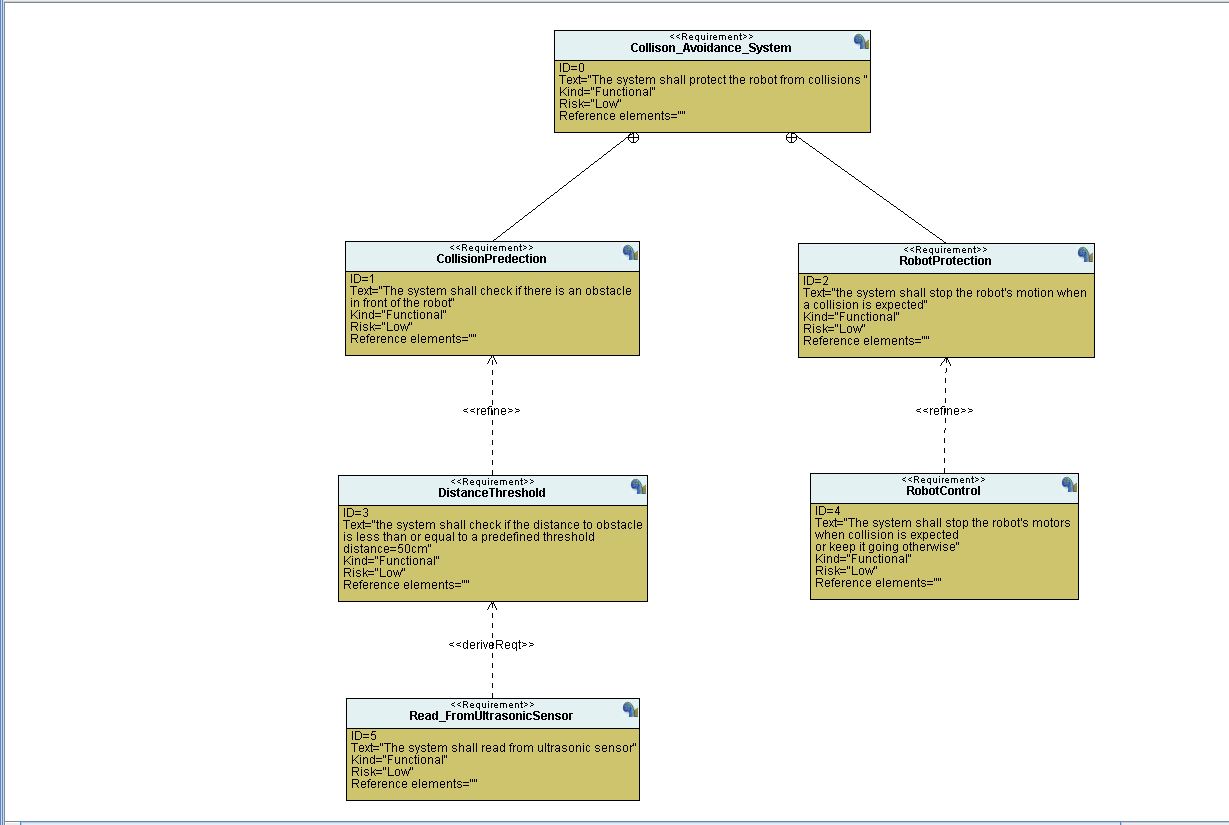 <<Requirement>>
Collison_Avoidance_System
ID=0
Text="The system shall protect the robot from collisions "
Kind="Functional"
Risk="Low"
Reference elements=""
<<Requirement>>
CollisionPredection
ID=1
Text="The system shall check if there is an obstacle
in front of the robot"
Kind="Functional"
Risk="Low"
Reference elements=""
<<Requirement>>
RobotProtection
ID=2
Text="the system shall stop the robot's motion when
a collision is expected"
Kind="Functional"
Risk="Low"
Reference elements=""
<<refine>>
<<refine>>
<<Requirement>>
DistanceThreshold
ID=3
Text="the system shall check if the distance to obstacle
is less than or equal to a predefined threshold
distance=50cm"
Kind="Functional"
Risk="Low"
Reference elements=""
<<Requirement>>
RobotControl
ID=4
Text="The system shall stop the robot's motors
when collision is expected
or keep it going otherwise"
Kind="Functional"
Risk="Low"
Reference elements=""
<<deriveReqt>>
<<Requirement>>
Read_FromUltrasonicSensor
ID=5
Text="The system shall read from ultrasonic sensor"
Kind="Functional"
Risk="Low"
Reference elements=""